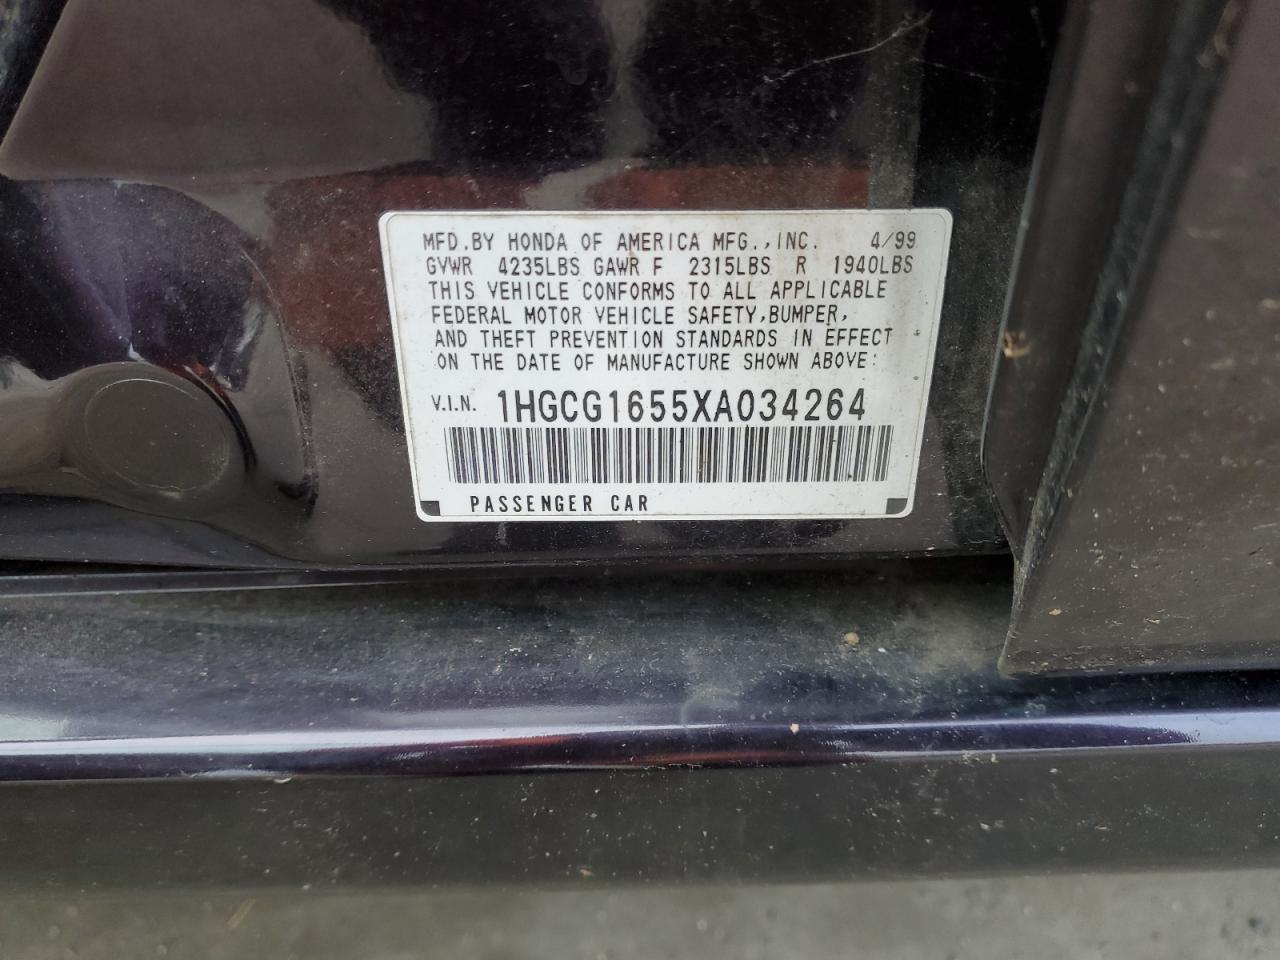 MFD.BY HONDA OF AMERICA MFG.,INC. 4/99
GVWR 4235LBS GAWR F 2315LBS R 1940LBS
THIS VEHICLE CONFORMS TO ALL APPLICABLE
FEDERAL MOTOR VEHICLE SAFETY,BUMPER,
AND THEFT PREVENTION STANDARDS IN EFFECT
ON THE DATE OF MANUFACTURE SHOWN ABOVE:
V.I.N. 1HGCG1655XA034264
PASSENGER CAR